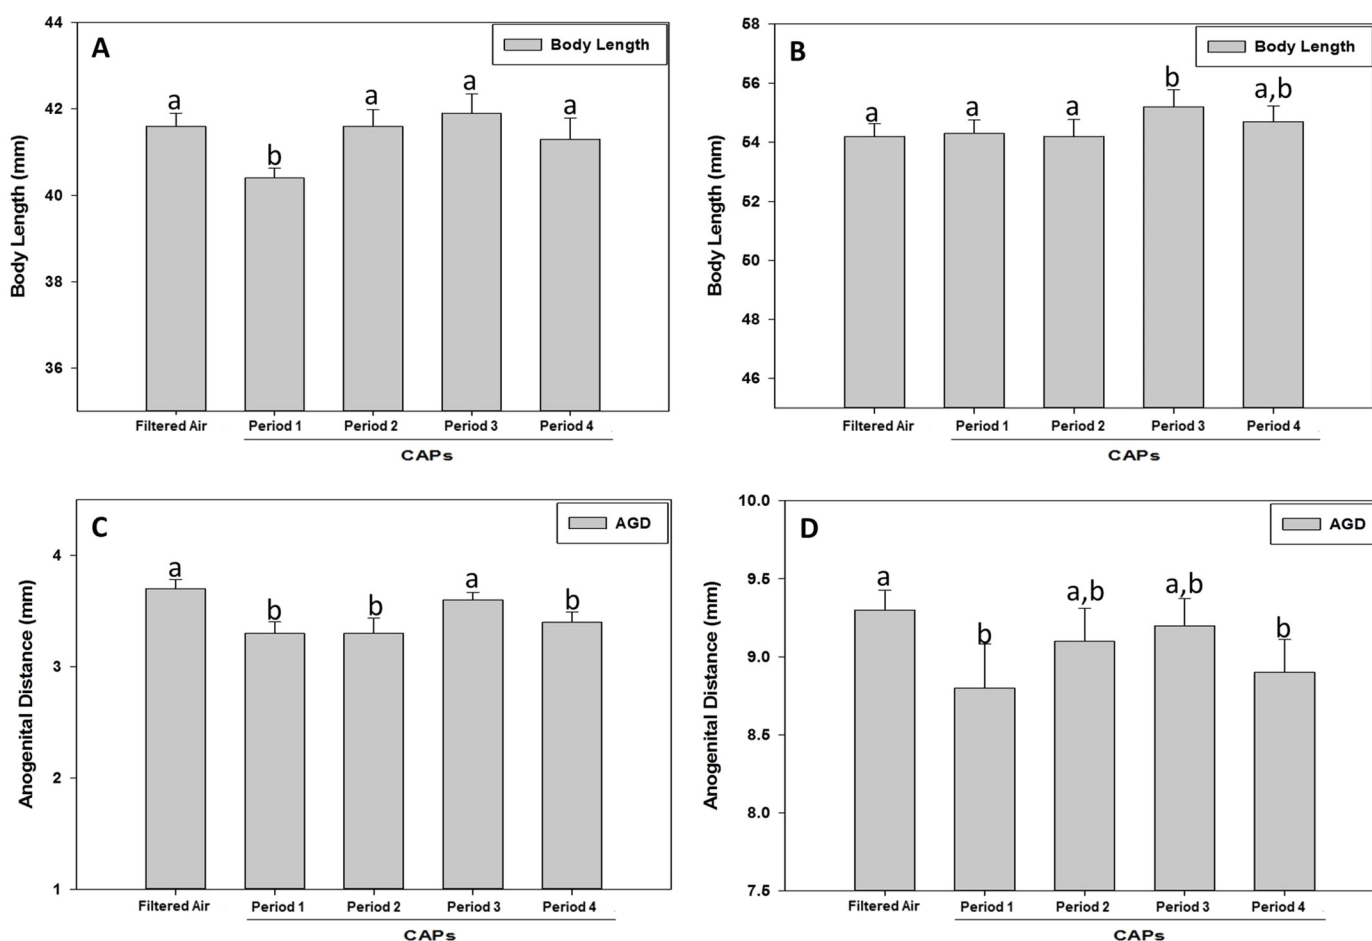 A
Body Length
Body Length (mm)
44
42
40
38
36
a
b
a
a
a
Filtered Air
Period 1
Period 2
Period 3
Period 4
CAPs
B
Body Length
Body Length (mm)
58
56
54
52
50
48
46
a
a
a
b
a,b
Filtered Air
Period 1
Period 2
Period 3
Period 4
CAPs
C
AGD
Anogenital Distance (mm)
4
3
2
1
a
b
b
a
b
Filtered Air
Period 1
Period 2
Period 3
Period 4
CAPs
D
AGD
Anogenital Distance (mm)
10.0
9.5
9.0
8.5
8.0
7.5
a
b
a,b
a,b
b
Filtered Air
Period 1
Period 2
Period 3
Period 4
CAPs